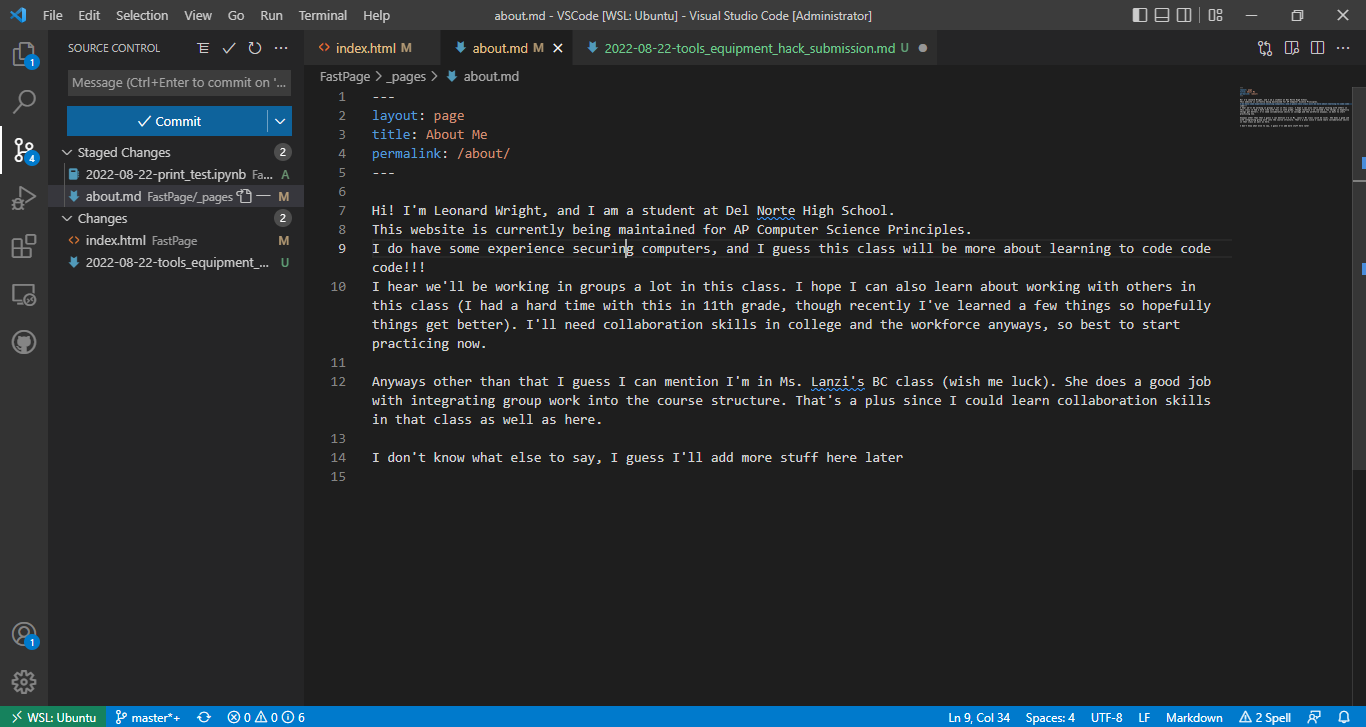 File Edit Selection View Go Run Terminal Help about.md - VSCode [WSL: Ubuntu] - Visual Studio Code [Administrator]
1
SOURCE CONTROL
Message (Ctrl+Enter to commit on '...
Commit
Staged Changes 2
2022-08-22-print_test.ipynb Fa... A
about.md FastPage/_pages M
Changes 2
index.html FastPage M
2022-08-22-tools_equipment_... U
4
1
index.html M about.md M 2022-08-22-tools_equipment_hack_submission.md U
FastPage > _pages > about.md
1 ---
2 layout: page
3 title: About Me
4 permalink: /about/
5 ---
6
7 Hi! I'm Leonard Wright, and I am a student at Del Norte High School.
8 This website is currently being maintained for AP Computer Science Principles.
9 I do have some experience securing computers, and I guess this class will be more about learning to code code
code!!!
10 I hear we'll be working in groups a lot in this class. I hope I can also learn about working with others in
this class (I had a hard time with this in 11th grade, though recently I've learned a few things so hopefully
things get better). I'll need collaboration skills in college and the workforce anyways, so best to start
practicing now.
11
12 Anyways other than that I guess I can mention I'm in Ms. Lanzi's BC class (wish me luck). She does a good job
with integrating group work into the course structure. That's a plus since I could learn collaboration skills
in that class as well as here.
13
14 I don't know what else to say, I guess I'll add more stuff here later
15
WSL: Ubuntu master*+ 0 0 6 Ln 9, Col 34 Spaces: 4 UTF-8 LF Markdown 2 Spell